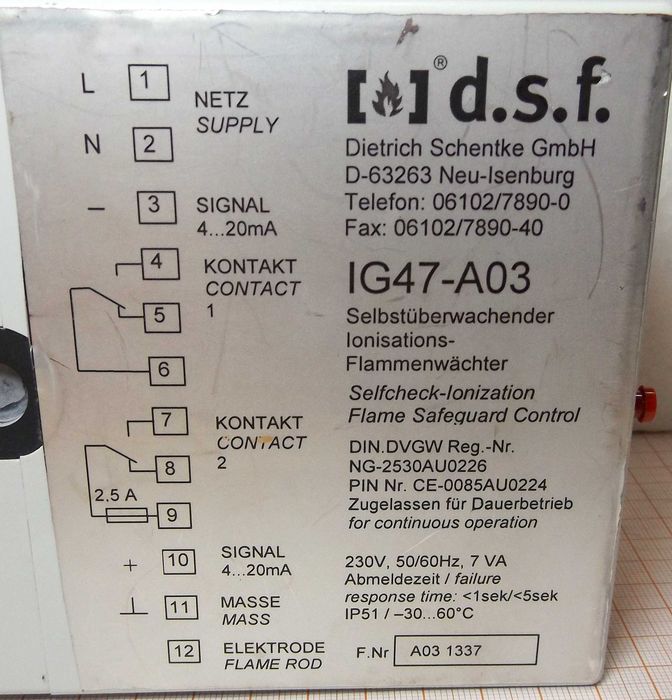 L 1 NETZ
SUPPLY
N 2
– 3 SIGNAL
4...20mA
4 KONTAKT
CONTACT
5 1
6
7 KONTAKT
CONTACT
8 2
2,5 A
9
+ 10 SIGNAL
4...20mA
⊥ 11 MASSE
MASS
12 ELEKTRODE
FLAME ROD
[ ]® d.s.f.
Dietrich Schentke GmbH
D-63263 Neu-Isenburg
Telefon: 06102/7890-0
Fax: 06102/7890-40
IG47-A03
Selbstüberwachender
Ionisations-
Flammenwächter
Selfcheck-Ionization
Flame Safeguard Control
DIN.DVGW Reg.-Nr.
NG-2530AU0226
PIN Nr. CE-0085AU0224
Zugelassen für Dauerbetrieb
for continuous operation
230V, 50/60Hz, 7 VA
Abmeldezeit / failure
response time: <1sek/<5sek
IP51 / –30...60°C
F.Nr A03 1337